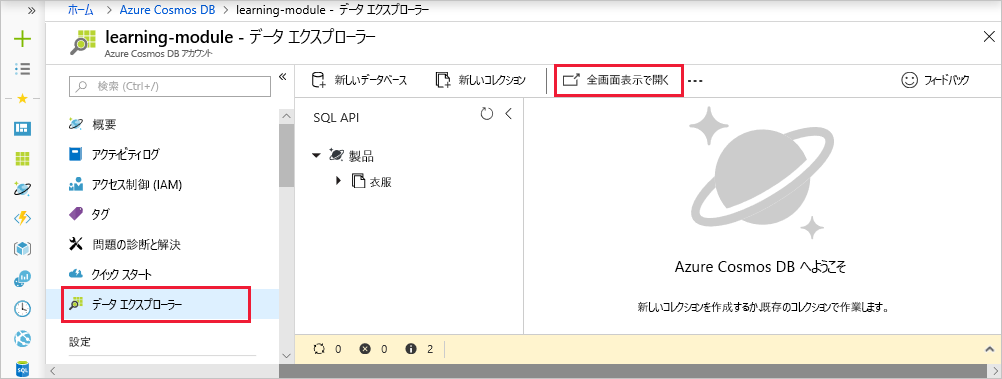 ホーム > Azure Cosmos DB > learning-module - データ エクスプローラー
learning-module - データ エクスプローラー
Azure Cosmos DB アカウント
検索 (Ctrl+/)
概要
アクティビティログ
アクセス制御 (IAM)
タグ
問題の診断と解決
クイック スタート
データ エクスプローラー
設定
新しいデータベース
新しいコレクション
全画面表示で開く
フィードバック
SQL API
製品
衣服
Azure Cosmos DB へようこそ
新しいコレクションを作成するか、既存のコレクションで作業します。
0 0 2
SQL